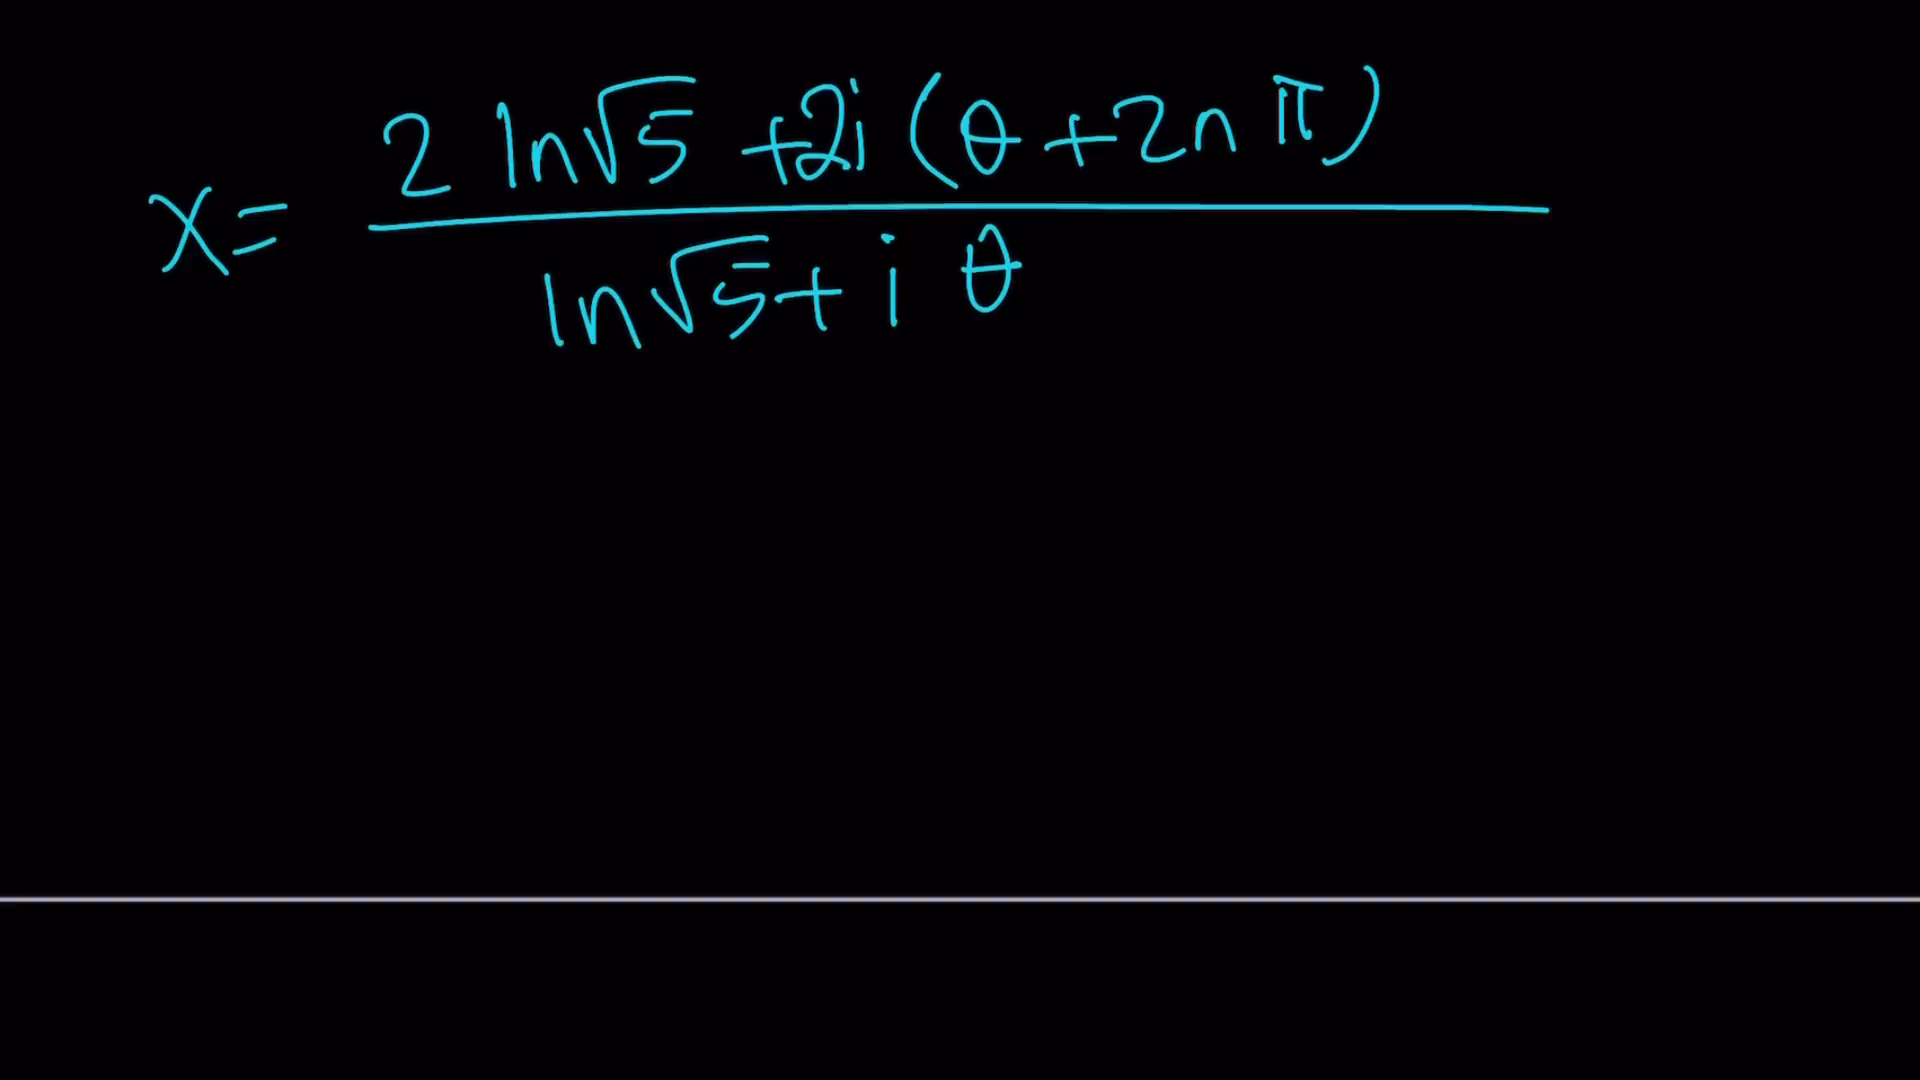 x = (2 ln√5 + 2i (θ + 2nπ)) / (ln√5 + i θ)